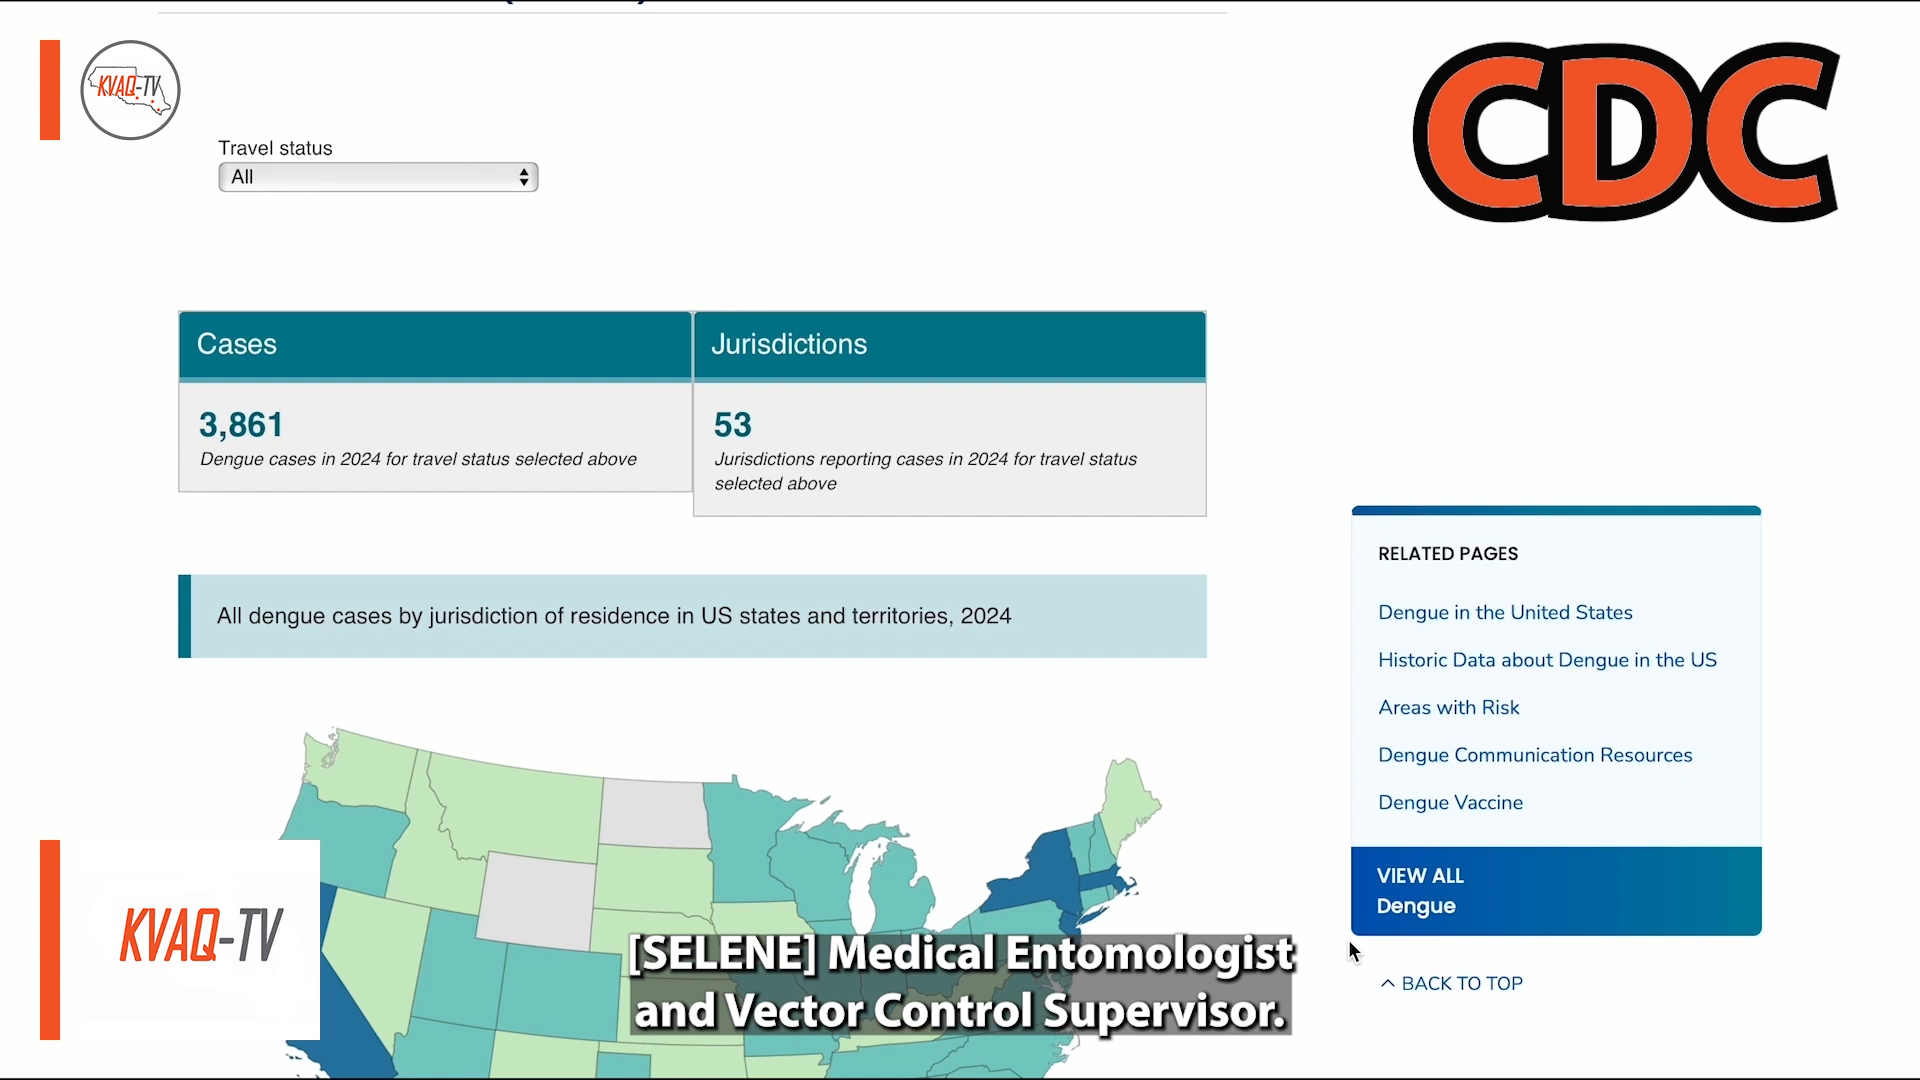 KVAQ-TV
CDC
Travel status
All
Cases
Jurisdictions
3,861
Dengue cases in 2024 for travel status selected above
53
Jurisdictions reporting cases in 2024 for travel status
selected above
All dengue cases by jurisdiction of residence in US states and territories, 2024
RELATED PAGES
Dengue in the United States
Historic Data about Dengue in the US
Areas with Risk
Dengue Communication Resources
Dengue Vaccine
VIEW ALL
Dengue
BACK TO TOP
KVAQ-TV
[SELENE] Medical Entomologist
and Vector Control Supervisor.